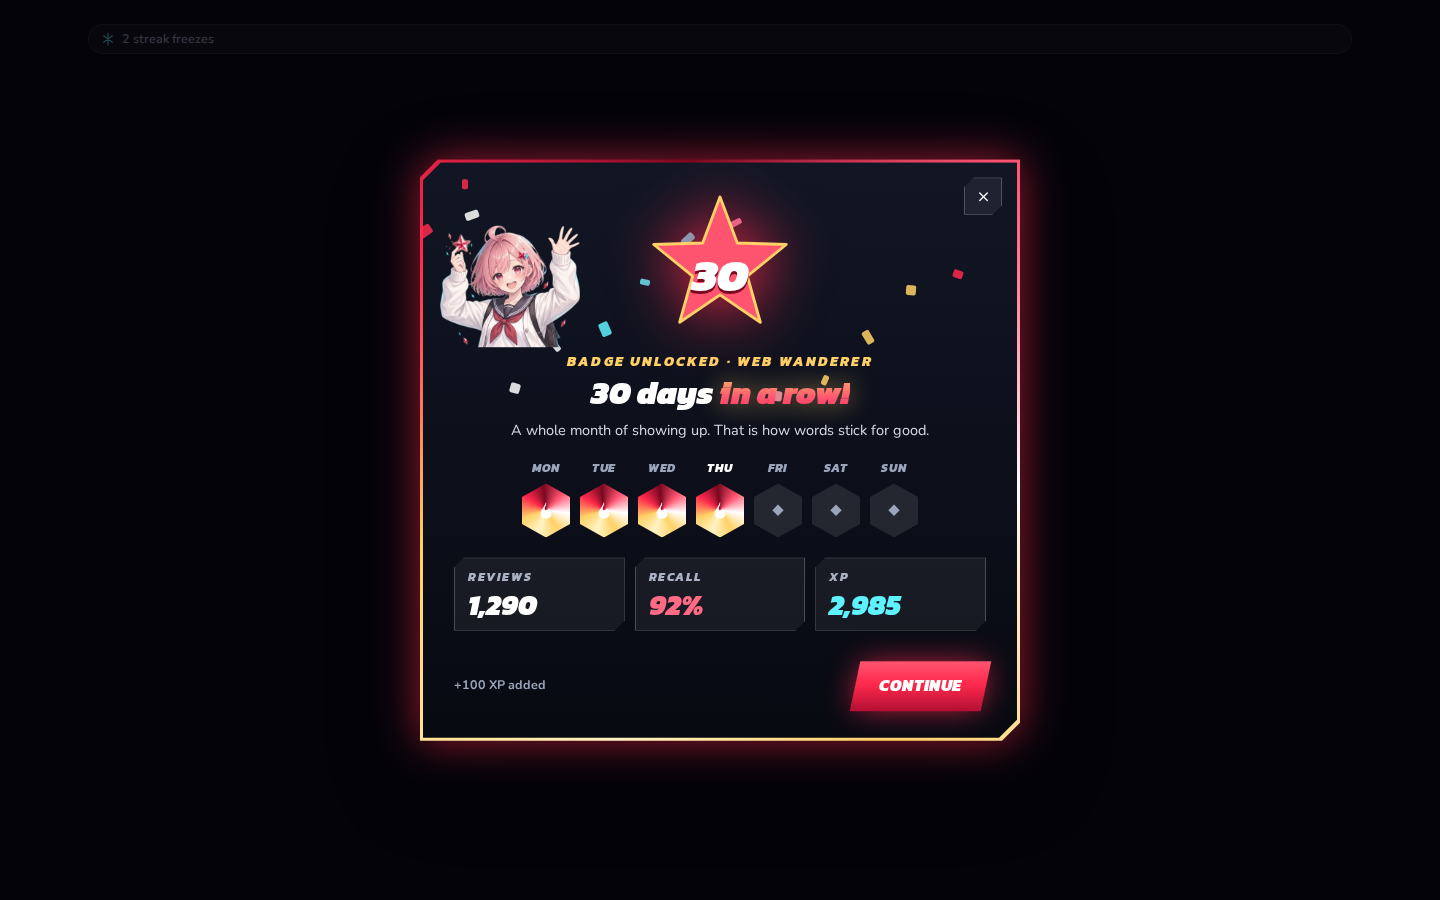 2 streak freezes
×
30
BADGE UNLOCKED · WEB WANDERER
30 days in a row!
A whole month of showing up. That is how words stick for good.
MON TUE WED THU FRI SAT SUN
REVIEWS RECALL XP
1,290 92% 2,985
+100 XP added CONTINUE